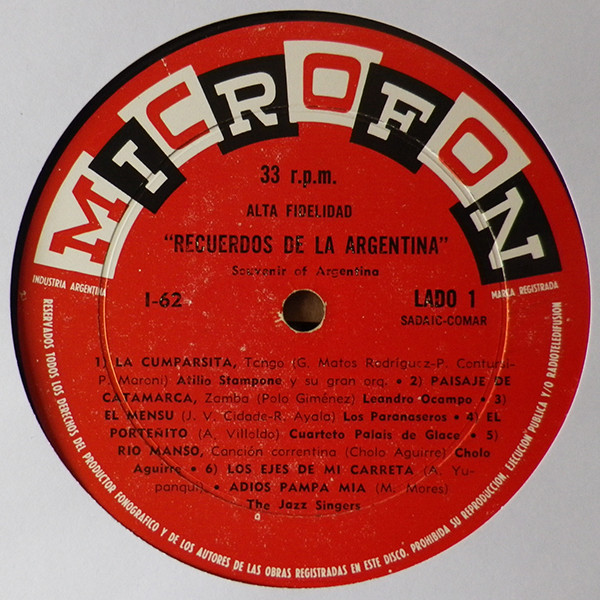 MICROFON
33 r.p.m.
ALTA FIDELIDAD
"RECUERDOS DE LA ARGENTINA"
Souvenir of Argentina
INDUSTRIA ARGENTINA
MARCA REGISTRADA
I-62
LADO 1
SADAIC-COMAR
1) LA CUMPARSITA, Tango (G. Matos Rodríguez-P. Contursi-
P. Maroni) Atilio Stampone y su gran orq. • 2) PAISAJE DE
CATAMARCA, Zamba (Polo Giménez) Leandro Ocampo • 3)
EL MENSU (J. V. Cidade-R. Ayala) Los Paranaseros • 4) EL
PORTEÑITO (A. Villoldo) Cuarteto Palais de Glace • 5)
RIO MANSO, Canción correntina (Cholo Aguirre) Cholo
Aguirre • 6) LOS EJES DE MI CARRETA (A. Yu-
panqui). • ADIOS PAMPA MIA (M. Mores)
The Jazz Singers
RESERVADOS TODOS LOS DERECHOS DEL PRODUCTOR FONOGRAFICO Y DE LOS AUTORES DE LAS OBRAS REGISTRADAS EN ESTE DISCO. PROHIBIDA SU REPRODUCCION, EJECUCION PUBLICA Y/O RADIOTELEDIFUSION